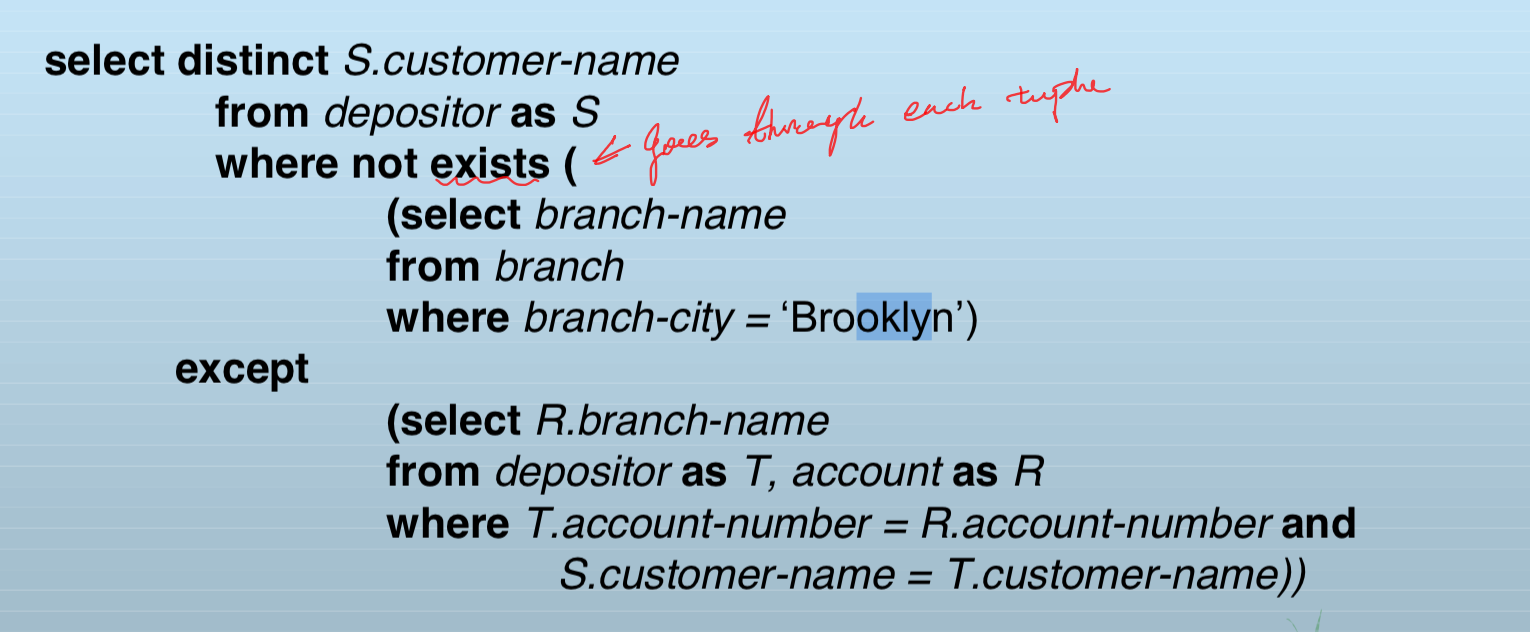 select distinct S.customer-name
from depositor as S
where not exists ( goes through each tuple
(select branch-name
from branch
where branch-city = ‘Brooklyn’)
except
(select R.branch-name
from depositor as T, account as R
where T.account-number = R.account-number and
S.customer-name = T.customer-name))